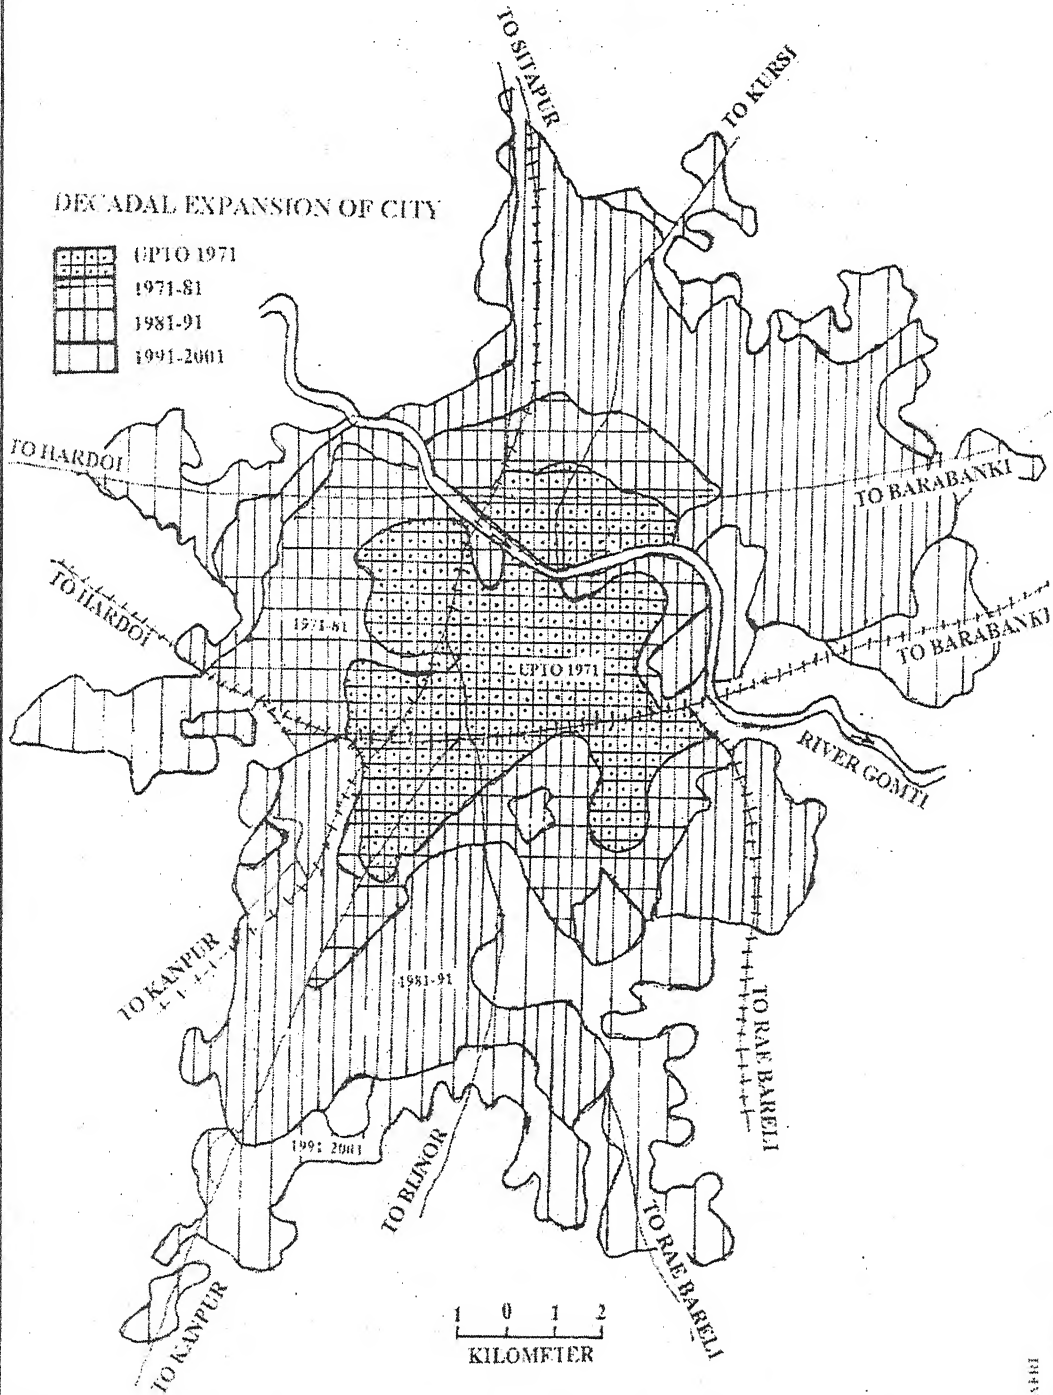 TO SITAPUR
TO KURSI
DECADAL EXPANSION OF CITY
UPTO 1971
1971-81
1981-91
1991-2001
TO HARDOI
TO BARABANKI
TO HARDOI
1971-81
UPTO 1971
TO BARABANKI
RIVER GOMTI
TO KANPUR
1981-91
TO RAE BARELI
1991-2001
TO BIJNOR
TO RAE BARELI
TO KANPUR
1 0 1 2
KILOMETER